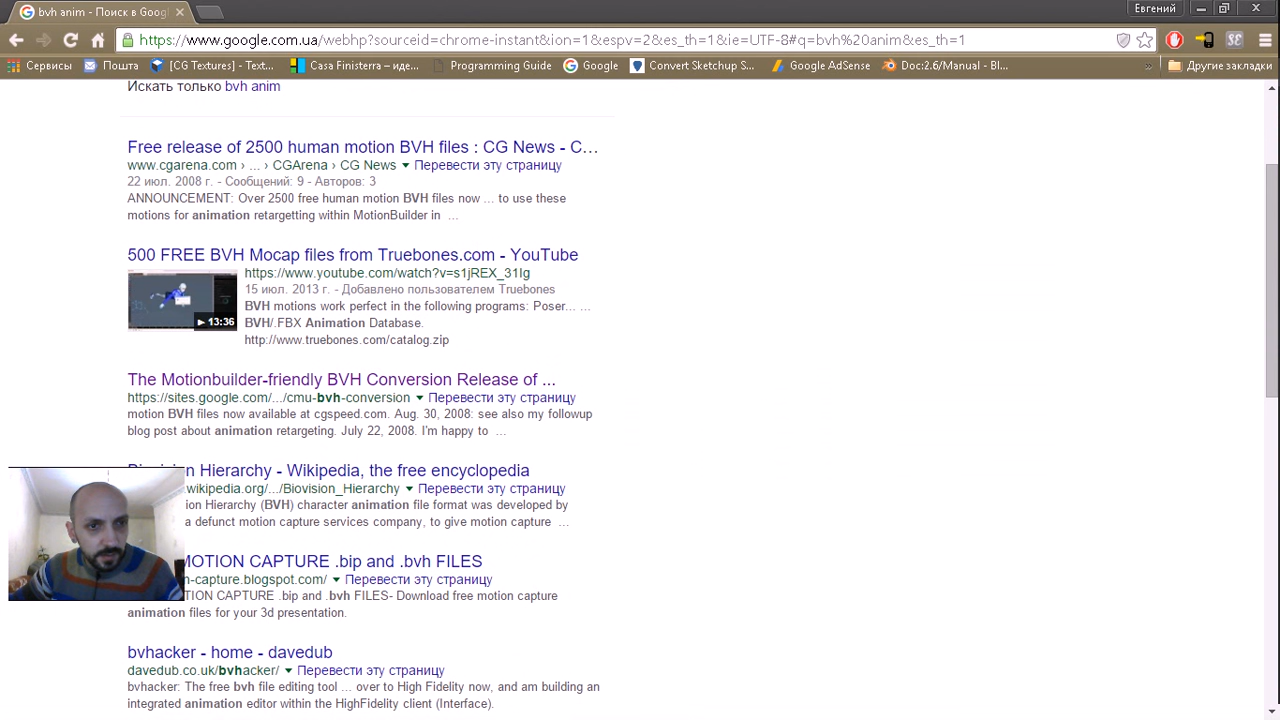 bvh anim - Поиск в Goog
Евгений
https://www.google.com.ua/webhp?sourceid=chrome-instant&ion=1&espv=2&es_th=1&ie=UTF-8#q=bvh%20anim&es_th=1
Сервисы Почта [CG Textures] - Text... Casa Finisterra – иде... Programming Guide Google Convert Sketchup S... Google AdSense Doc:2.6/Manual - Bl... » Другие закладки
Искать только bvh anim
Free release of 2500 human motion BVH files : CG News - C…
www.cgarena.com › ... › CGArena › CG News ▼ Перевести эту страницу
22 июл. 2008 г. - Сообщений: 9 - Авторов: 3
ANNOUNCEMENT: Over 2500 free human motion BVH files now ... to use these
motions for animation retargetting within MotionBuilder in ...
500 FREE BVH Mocap files from Truebones.com - YouTube
https://www.youtube.com/watch?v=s1jREX_31Ig
15 июл. 2013 г. - Добавлено пользователем Truebones
BVH motions work perfect in the following programs: Poser... ...
BVH/.FBX Animation Database.
13:36
http://www.truebones.com/catalog.zip
The Motionbuilder-friendly BVH Conversion Release of ...
https://sites.google.com/.../cmu-bvh-conversion ▼ Перевести эту страницу
motion BVH files now available at cgspeed.com. Aug. 30, 2008: see also my followup
blog post about animation retargeting. July 22, 2008. I'm happy to ...
Hierarchy - Wikipedia, the free encyclopedia
.wikipedia.org/.../Biovision_Hierarchy ▼ Перевести эту страницу
ion Hierarchy (BVH) character animation file format was developed by
a defunct motion capture services company, to give motion capture ...
MOTION CAPTURE .bip and .bvh FILES
n-capture.blogspot.com/ ▼ Перевести эту страницу
TION CAPTURE .bip and .bvh FILES- Download free motion capture
animation files for your 3d presentation.
bvhacker - home - davedub
davedub.co.uk/bvhacker/ ▼ Перевести эту страницу
bvhacker: The free bvh file editing tool ... over to High Fidelity now, and am building an
integrated animation editor within the HighFidelity client (Interface).